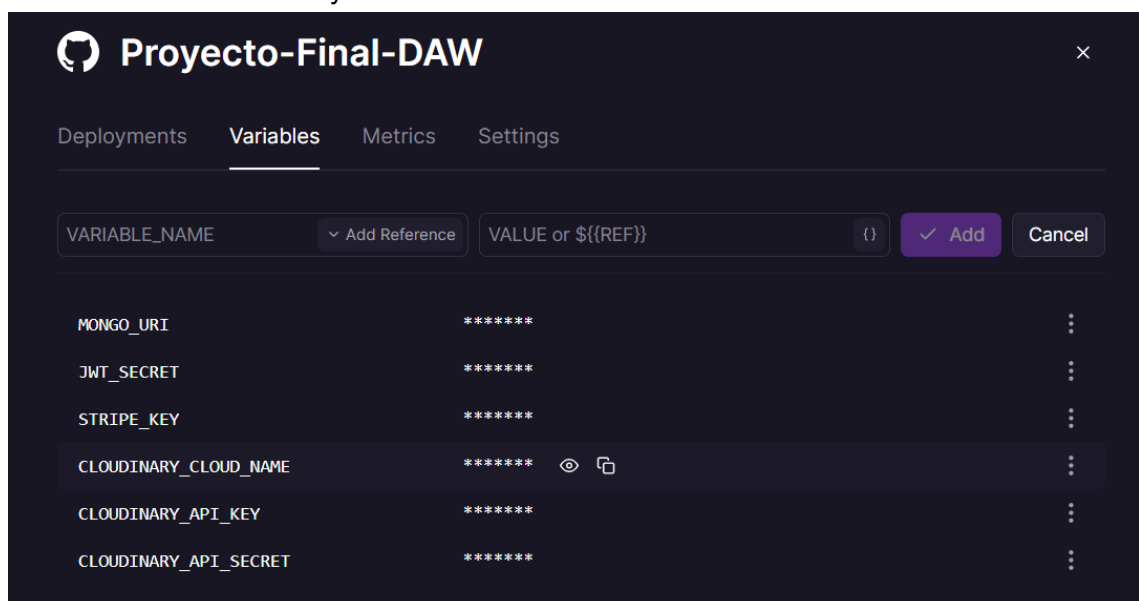 Proyecto-Final-DAW
Deployments Variables Metrics Settings
VARIABLE_NAME Add Reference VALUE or ${{REF}} {} Add Cancel
MONGO_URI *******
JWT_SECRET *******
STRIPE_KEY *******
CLOUDINARY_CLOUD_NAME *******
CLOUDINARY_API_KEY *******
CLOUDINARY_API_SECRET *******